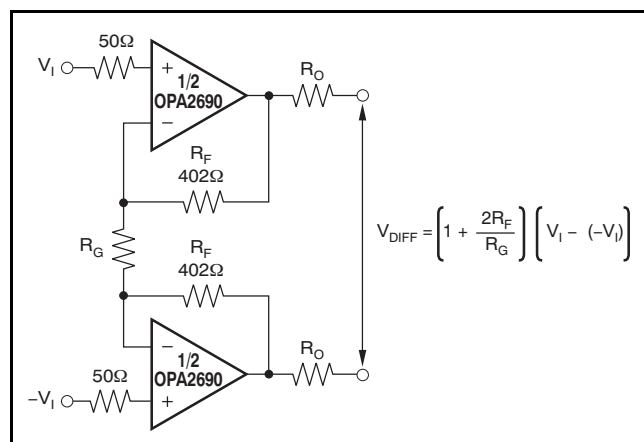 50Ω
V_I
+
1/2
OPA2690
−
R_O
R_F
402Ω
R_G
V_DIFF = [1 + 2R_F/R_G] [V_I − (−V_I)]
R_F
402Ω
−
1/2
OPA2690
+
R_O
50Ω
−V_I